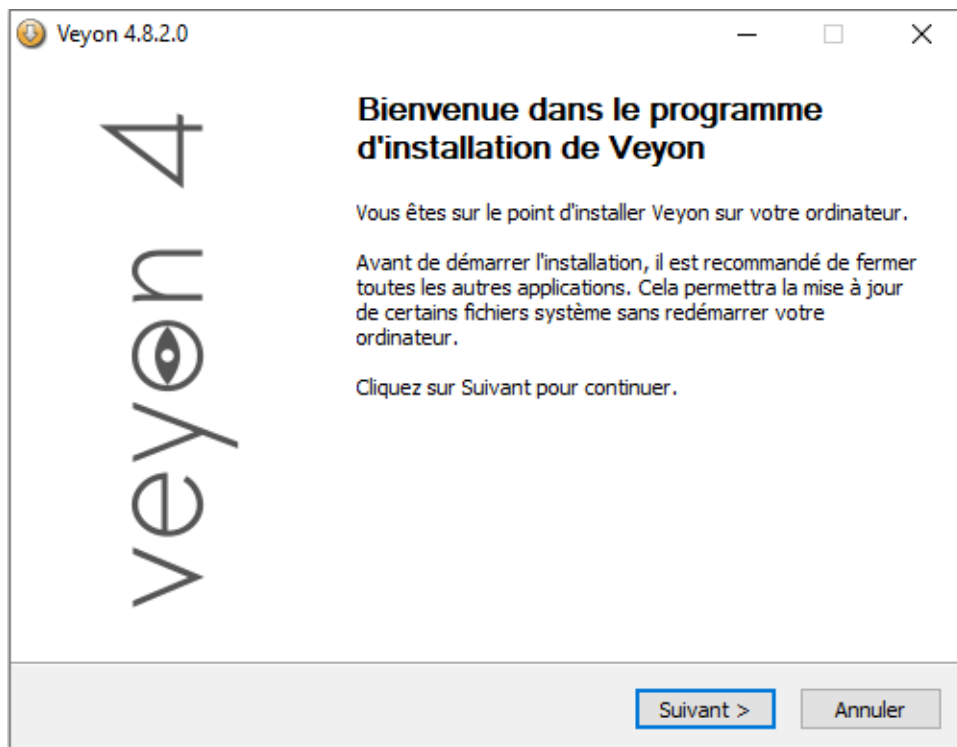 Veyon 4.8.2.0
veyon 4
Bienvenue dans le programme
d'installation de Veyon
Vous êtes sur le point d'installer Veyon sur votre ordinateur.
Avant de démarrer l'installation, il est recommandé de fermer
toutes les autres applications. Cela permettra la mise à jour
de certains fichiers système sans redémarrer votre
ordinateur.
Cliquez sur Suivant pour continuer.
Suivant >
Annuler